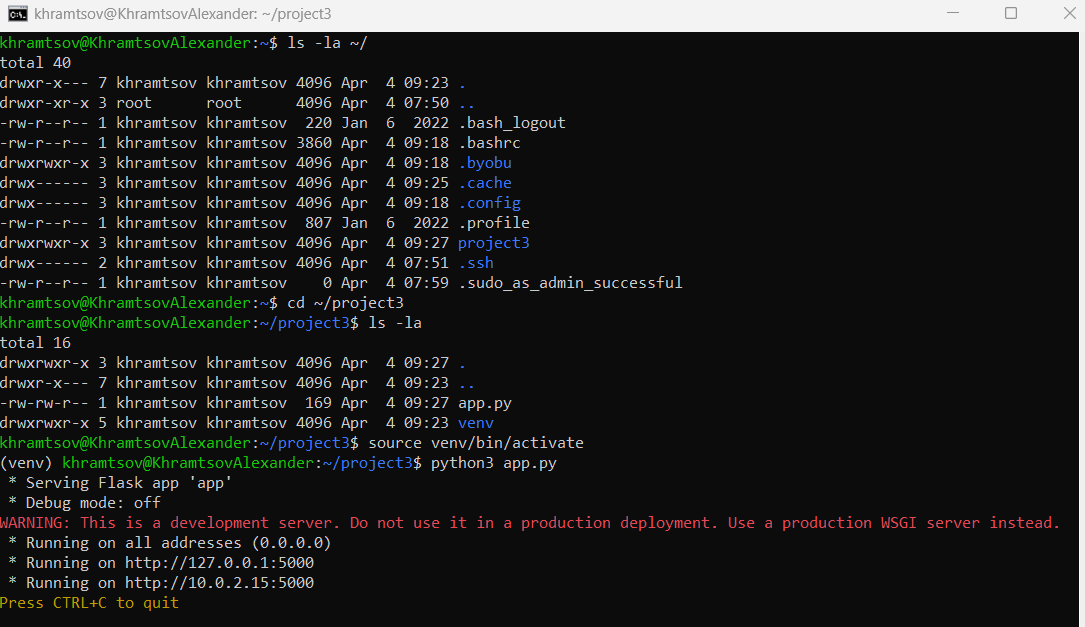 khramtsov@KhramtsovAlexander: ~/project3
khramtsov@KhramtsovAlexander:~$ ls -la ~/
total 40
drwxr-x--- 7 khramtsov khramtsov 4096 Apr  4 09:23 .
drwxr-xr-x 3 root      root      4096 Apr  4 07:50 ..
-rw-r--r-- 1 khramtsov khramtsov  220 Jan  6  2022 .bash_logout
-rw-r--r-- 1 khramtsov khramtsov 3860 Apr  4 09:18 .bashrc
drwxrwxr-x 3 khramtsov khramtsov 4096 Apr  4 09:18 .byobu
drwx------ 3 khramtsov khramtsov 4096 Apr  4 09:25 .cache
drwx------ 3 khramtsov khramtsov 4096 Apr  4 09:18 .config
-rw-r--r-- 1 khramtsov khramtsov  807 Jan  6  2022 .profile
drwxrwxr-x 3 khramtsov khramtsov 4096 Apr  4 09:27 project3
drwx------ 2 khramtsov khramtsov 4096 Apr  4 07:51 .ssh
-rw-r--r-- 1 khramtsov khramtsov    0 Apr  4 07:59 .sudo_as_admin_successful
khramtsov@KhramtsovAlexander:~$ cd ~/project3
khramtsov@KhramtsovAlexander:~/project3$ ls -la
total 16
drwxrwxr-x 3 khramtsov khramtsov 4096 Apr  4 09:27 .
drwxr-x--- 7 khramtsov khramtsov 4096 Apr  4 09:23 ..
-rw-rw-r-- 1 khramtsov khramtsov  169 Apr  4 09:27 app.py
drwxrwxr-x 5 khramtsov khramtsov 4096 Apr  4 09:23 venv
khramtsov@KhramtsovAlexander:~/project3$ source venv/bin/activate
(venv) khramtsov@KhramtsovAlexander:~/project3$ python3 app.py
 * Serving Flask app 'app'
 * Debug mode: off
WARNING: This is a development server. Do not use it in a production deployment. Use a production WSGI server instead.
 * Running on all addresses (0.0.0.0)
 * Running on http://127.0.0.1:5000
 * Running on http://10.0.2.15:5000
Press CTRL+C to quit